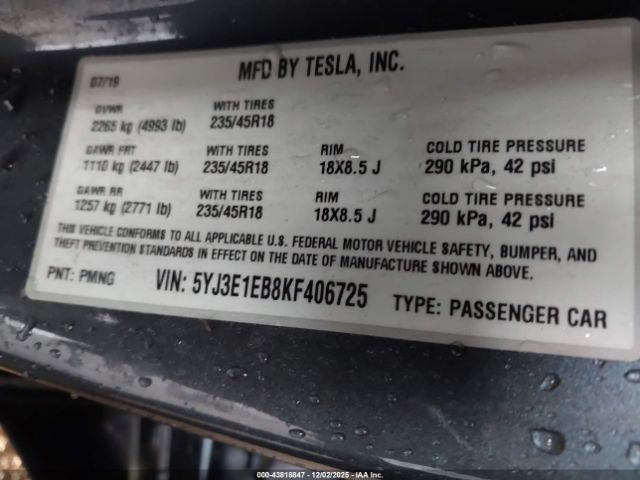 07/19 MFD BY TESLA, INC.
GVWR WITH TIRES
2265 kg (4993 lb) 235/45R18
GAWR FRT WITH TIRES RIM COLD TIRE PRESSURE
1110 kg (2447 lb) 235/45R18 18X8.5 J 290 kPa, 42 psi
GAWR RR WITH TIRES RIM COLD TIRE PRESSURE
1257 kg (2771 lb) 235/45R18 18X8.5 J 290 kPa, 42 psi
THIS VEHICLE CONFORMS TO ALL APPLICABLE U.S. FEDERAL MOTOR VEHICLE SAFETY, BUMPER, AND
THEFT PREVENTION STANDARDS IN EFFECT ON THE DATE OF MANUFACTURE SHOWN ABOVE.
PNT: PMNG VIN: 5YJ3E1EB8KF406725 TYPE: PASSENGER CAR
000-43818847 - 12/02/2025 - IAAI.COM